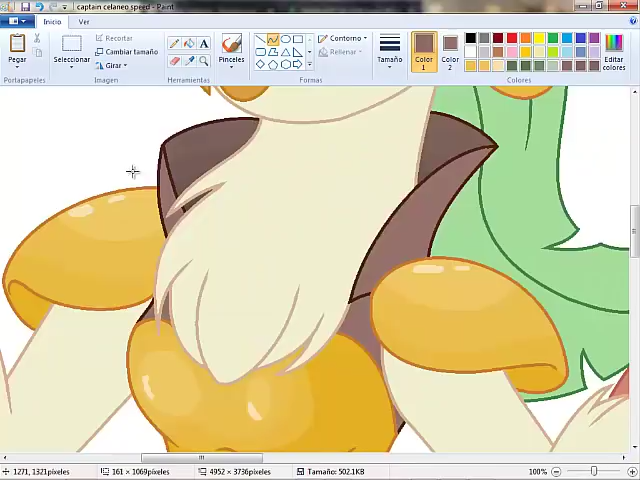 captain celaneo speed - Paint
Inicio Ver
Pegar
Portapapeles
Seleccionar
Recortar
Cambiar tamaño
Girar
Imagen
A
Herramientas
Pinceles
Contorno
Rellenar
Formas
Tamaño
Color 1
Color 2
Editar colores
Colores
1271, 1321píxeles
161 × 1069píxeles
4952 × 3736píxeles
Tamaño: 502.1KB
100%